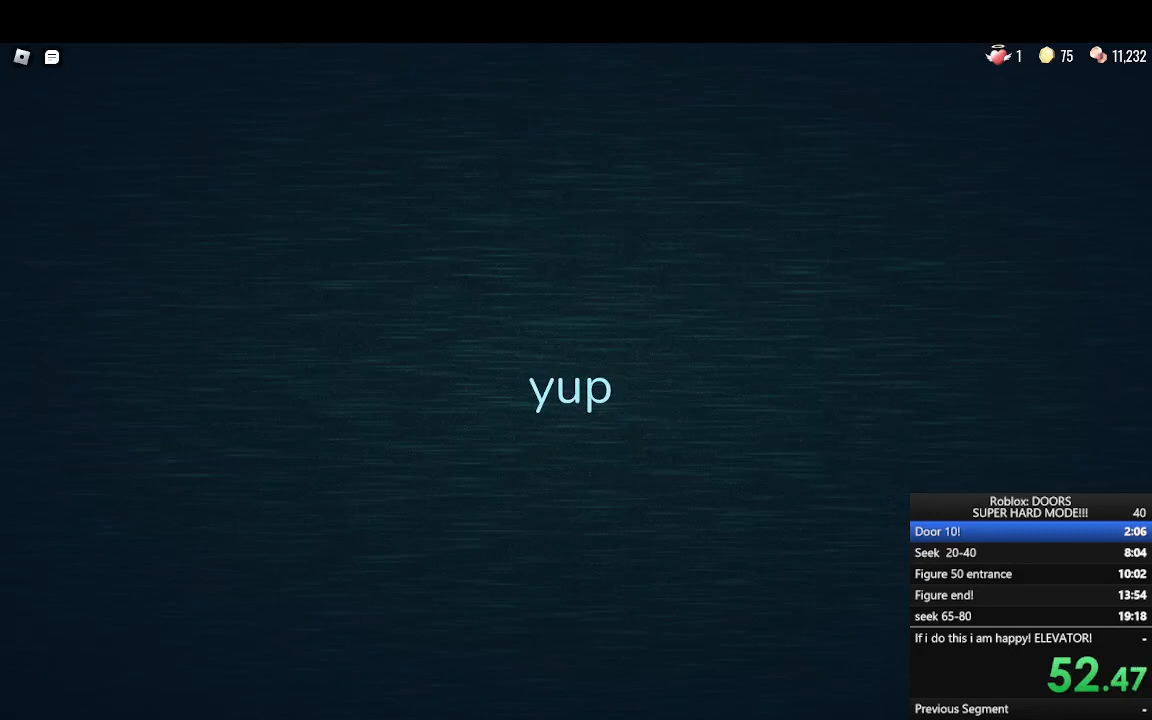 1 75 11,232
yup
Roblox: DOORS
SUPER HARD MODE!!! 40
Door 10! 2:06
Seek 20-40 8:04
Figure 50 entrance 10:02
Figure end! 13:54
seek 65-80 19:18
If i do this i am happy! ELEVATOR! -
52.47
Previous Segment -